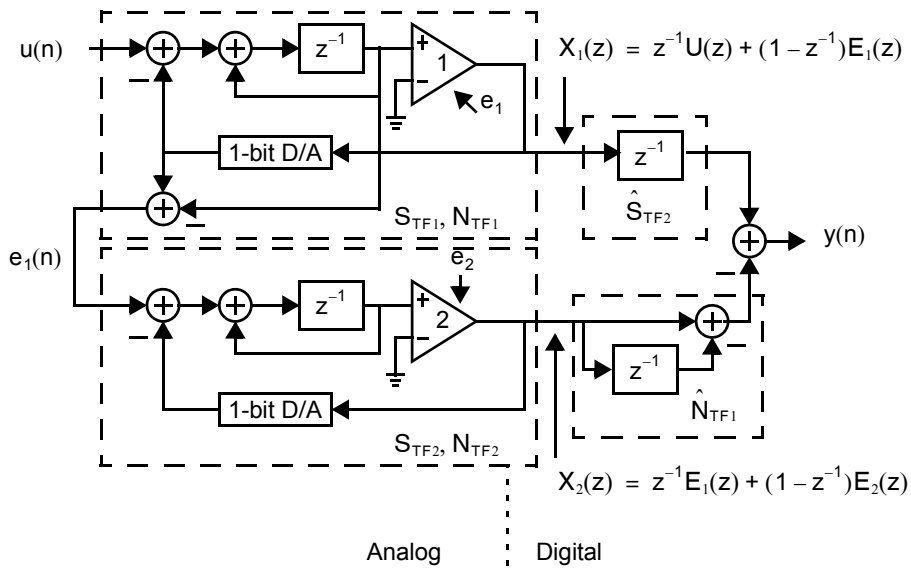 u(n)
+
+
z⁻¹
+
1
−
−
e₁
X₁(z) = z⁻¹U(z) + (1 – z⁻¹)E₁(z)
1-bit D/A
z⁻¹
Ŝ_TF2
+
−
S_TF1, N_TF1
+
y(n)
−
e₁(n)
e₂
+
+
z⁻¹
+
2
−
−
+
−
z⁻¹
N̂_TF1
1-bit D/A
S_TF2, N_TF2
X₂(z) = z⁻¹E₁(z) + (1 – z⁻¹)E₂(z)
Analog
Digital